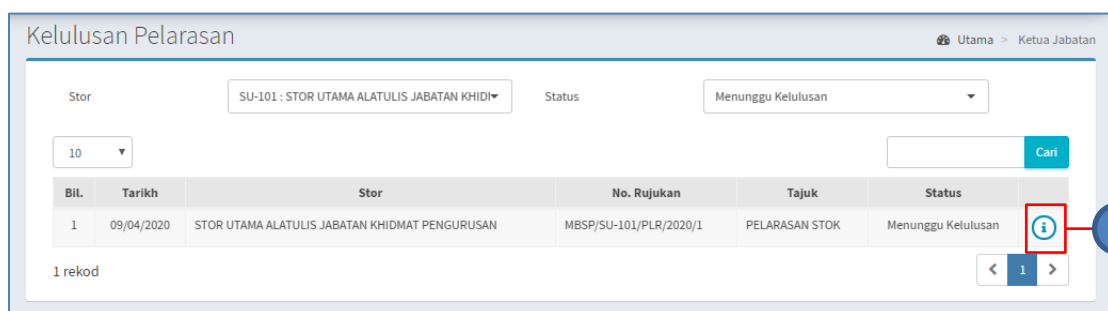 Kelulusan Pelarasan
Utama > Ketua Jabatan
Stor SU-101 : STOR UTAMA ALATULIS JABATAN KHIDI Status Menunggu Kelulusan
10 Cari
Bil. Tarikh Stor No. Rujukan Tajuk Status
1 09/04/2020 STOR UTAMA ALATULIS JABATAN KHIDMAT PENGURUSAN MBSP/SU-101/PLR/2020/1 PELARASAN STOK Menunggu Kelulusan
1 rekod < 1 >